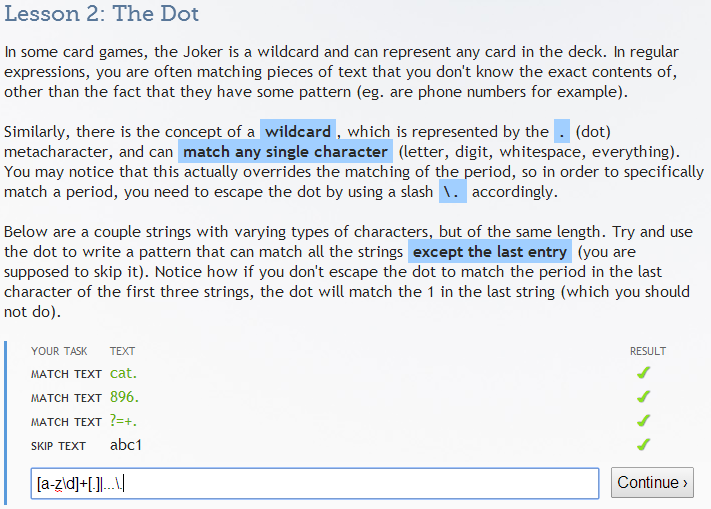 Lesson 2: The Dot
In some card games, the Joker is a wildcard and can represent any card in the deck. In regular
expressions, you are often matching pieces of text that you don't know the exact contents of,
other than the fact that they have some pattern (eg. are phone numbers for example).
Similarly, there is the concept of a wildcard , which is represented by the . (dot)
metacharacter, and can match any single character (letter, digit, whitespace, everything).
You may notice that this actually overrides the matching of the period, so in order to specifically
match a period, you need to escape the dot by using a slash \. accordingly.
Below are a couple strings with varying types of characters, but of the same length. Try and use
the dot to write a pattern that can match all the strings except the last entry (you are
supposed to skip it). Notice how if you don't escape the dot to match the period in the last
character of the first three strings, the dot will match the 1 in the last string (which you should
not do).
YOUR TASK TEXT RESULT
MATCH TEXT cat.
MATCH TEXT 896.
MATCH TEXT ?=+.
SKIP TEXT abc1
[a-z\d]+[.]|...\. Continue ›